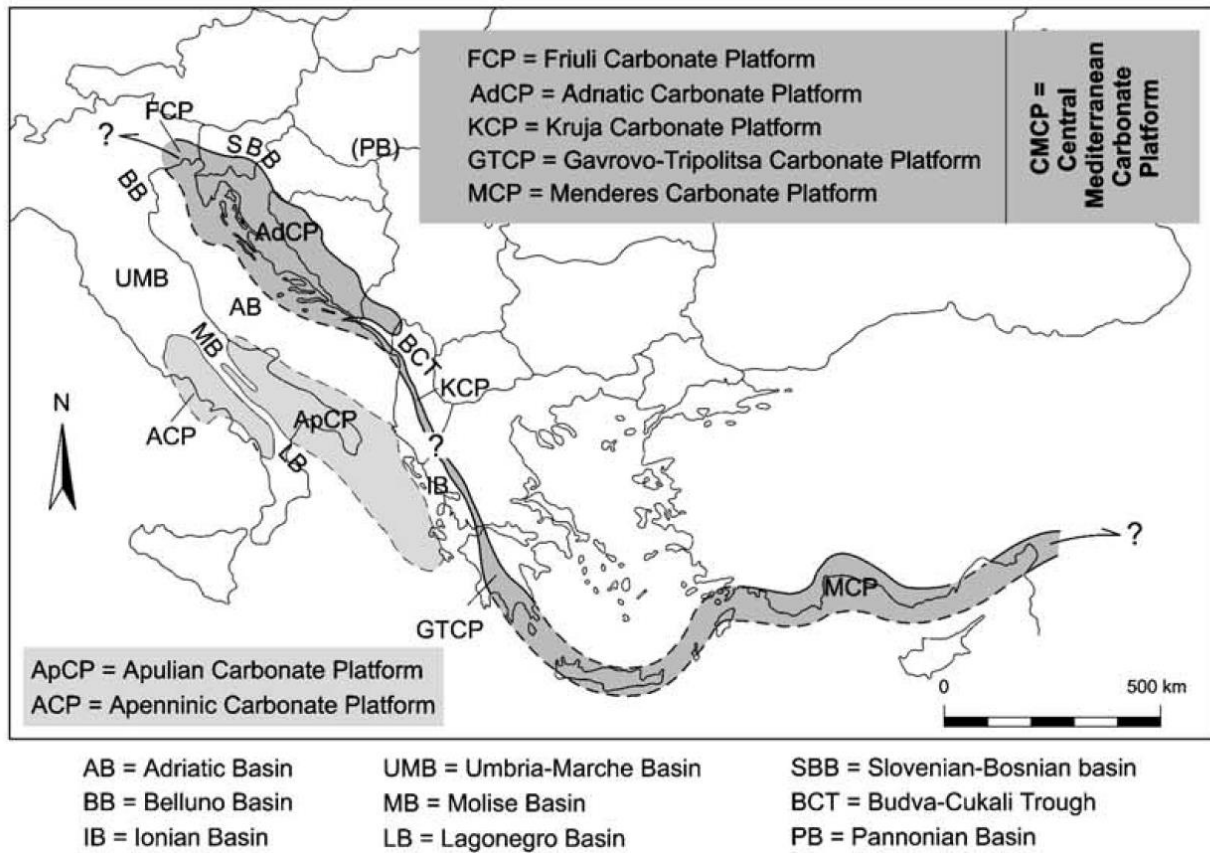 FCP = Friuli Carbonate Platform
AdCP = Adriatic Carbonate Platform
KCP = Kruja Carbonate Platform
GTCP = Gavrovo-Tripolitsa Carbonate Platform
MCP = Menderes Carbonate Platform
CMCP =
Central
Mediterranean
Carbonate
Platform
FCP
?
SBB
(PB)
BB
AdCP
UMB
AB
MB
BCT
KCP
N
ACP
ApCP
LB
?
IB
?
MCP
GTCP
ApCP = Apulian Carbonate Platform
ACP = Apenninic Carbonate Platform
0 500 km
AB = Adriatic Basin
BB = Belluno Basin
IB = Ionian Basin
UMB = Umbria-Marche Basin
MB = Molise Basin
LB = Lagonegro Basin
SBB = Slovenian-Bosnian basin
BCT = Budva-Cukali Trough
PB = Pannonian Basin